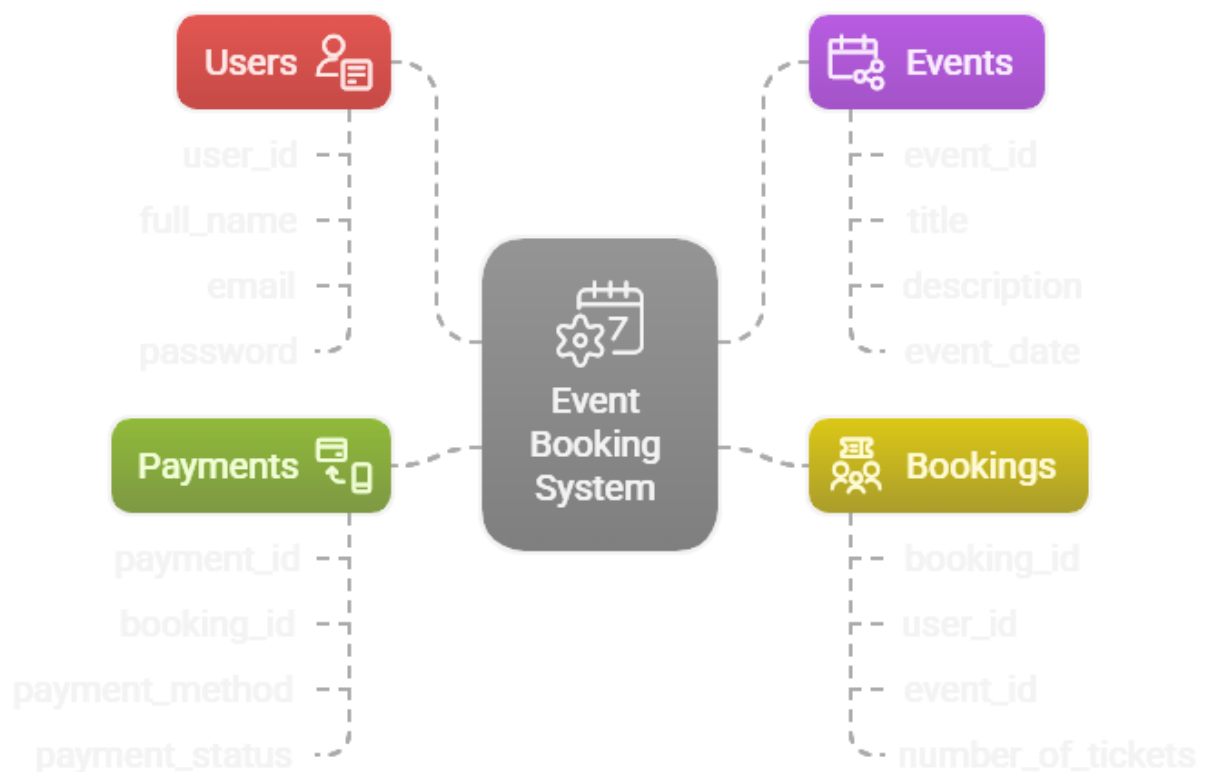 Users
user_id
full_name
email
password
Events
event_id
title
description
event_date
7
Event
Booking
System
Payments
payment_id
booking_id
payment_method
payment_status
Bookings
booking_id
user_id
event_id
number_of_tickets